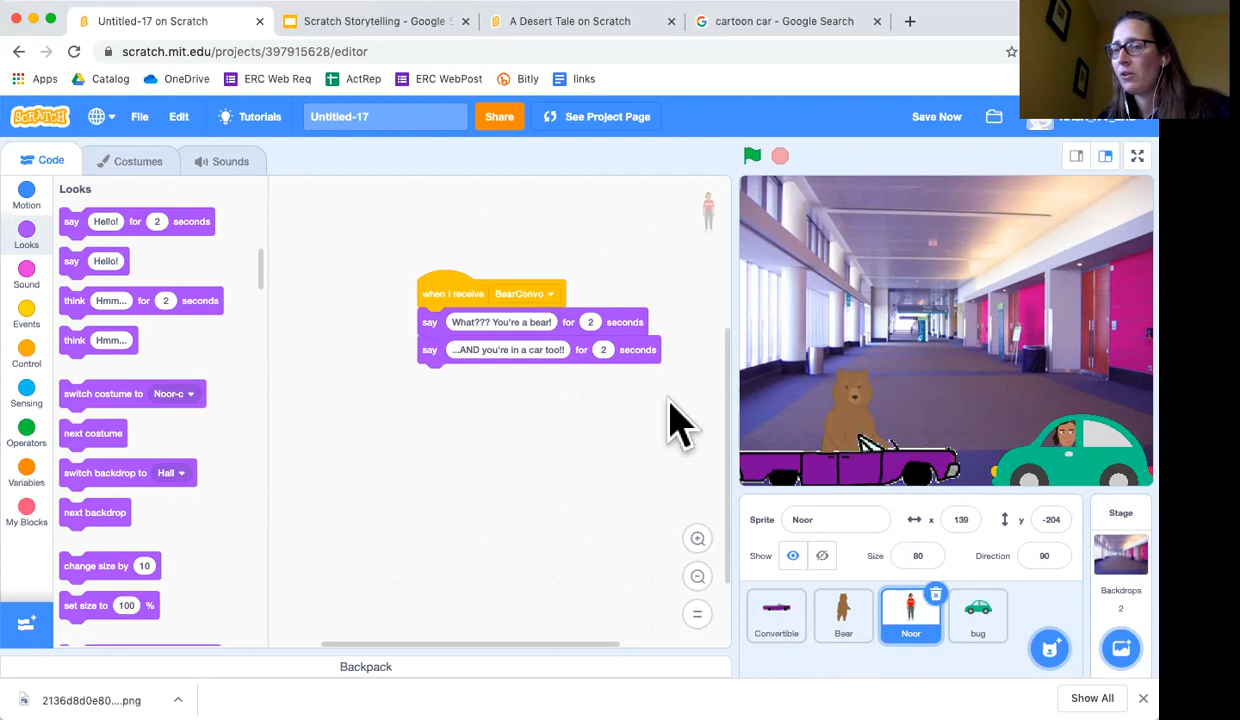 Untitled-17 on Scratch
Scratch Storytelling - Google S
A Desert Tale on Scratch
cartoon car - Google Search
scratch.mit.edu/projects/397915628/editor
Apps
Catalog
OneDrive
ERC Web Req
ActRep
ERC WebPost
Bitly
links
SCRATCH
File
Edit
Tutorials
Untitled-17
Share
See Project Page
Save Now
Code
Costumes
Sounds
Motion
Looks
Sound
Events
Control
Sensing
Operators
Variables
My Blocks
Looks
say Hello! for 2 seconds
say Hello!
think Hmm... for 2 seconds
think Hmm...
switch costume to Noor-c
next costume
switch backdrop to Hall
next backdrop
change size by 10
set size to 100 %
when I receive BearConvo
say What??? You're a bear! for 2 seconds
say ...AND you're in a car too!! for 2 seconds
Sprite Noor x 139 y -204
Show Size 80 Direction 90
Convertible
Bear
Noor
bug
Stage
Backdrops
2
Backpack
2136d8d0e80....png
Show All